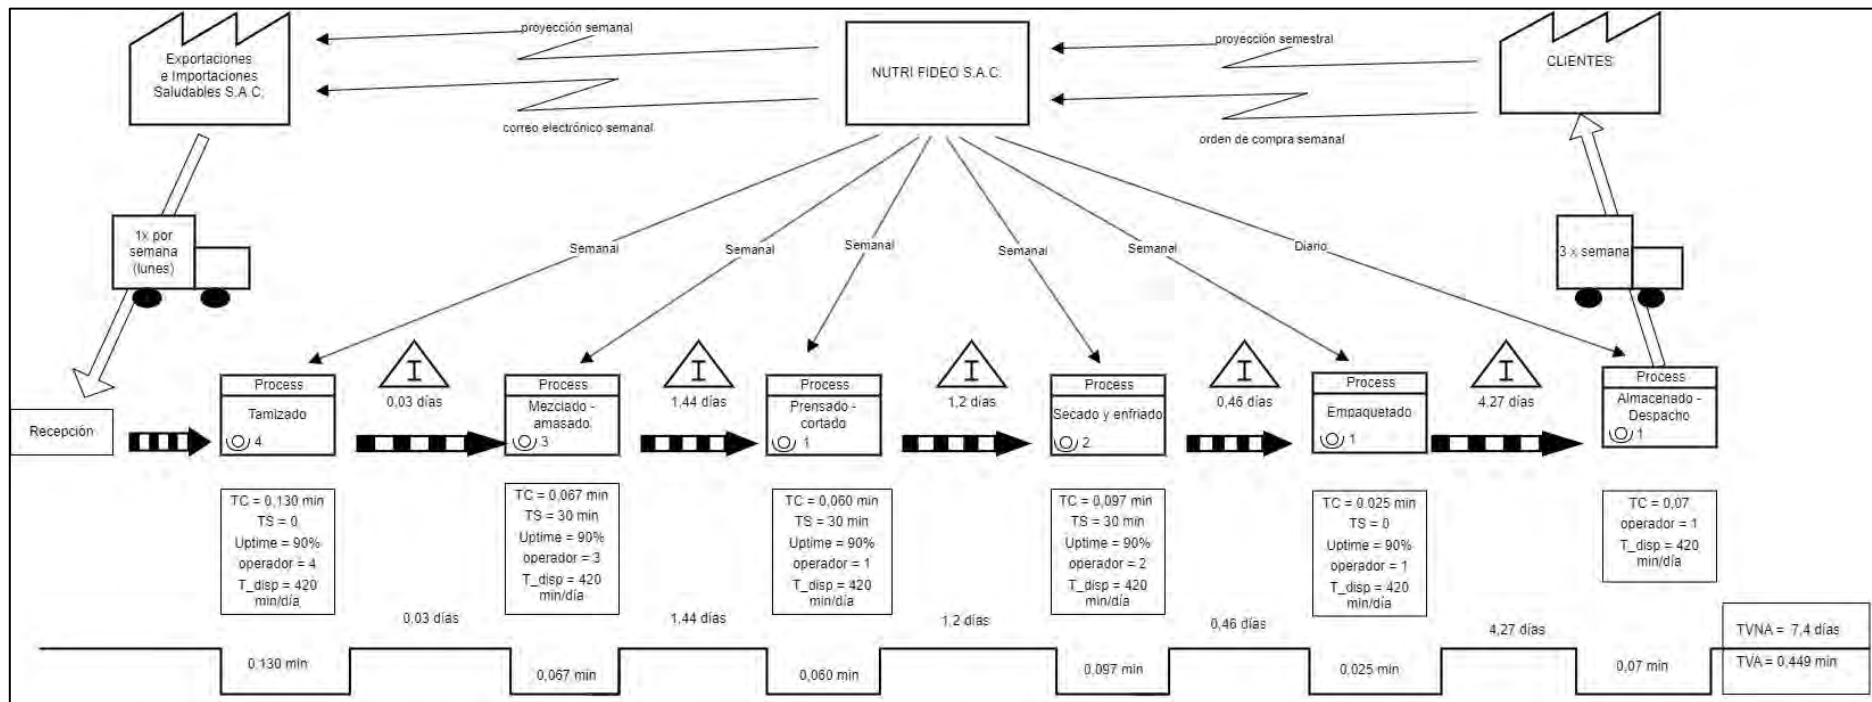 Exportaciones
e Importaciones
Saludables S.A.C.
proyección semanal
correo electrónico semanal
NUTRI FIDEO S.A.C.
proyección semestral
orden de compra semanal
CLIENTES
1x por
semana
(lunes)
Semanal
Semanal
Semanal
Semanal
Semanal
Diario
3 x semana
Recepción
Process
Tamizado
4
I
0,03 días
Process
Mezclado -
amasado
3
I
1,44 días
Process
Prensado -
cortado
1
I
1,2 días
Process
Secado y enfriado
2
I
0,46 días
Process
Empaquetado
1
I
4,27 días
Process
Almacenado -
Despacho
1
TC = 0,130 min
TS = 0
Uptime = 90%
operador = 4
T_disp = 420
min/día
TC = 0,067 min
TS = 30 min
Uptime = 90%
operador = 3
T_disp = 420
min/día
TC = 0,060 min
TS = 30 min
Uptime = 90%
operador = 1
T_disp = 420
min/día
TC = 0,097 min
TS = 30 min
Uptime = 90%
operador = 2
T_disp = 420
min/día
TC = 0.025 min
TS = 0
Uptime = 90%
operador = 1
T_disp = 420
min/día
TC = 0,07
operador = 1
T_disp = 420
min/día
0,03 días
1,44 días
1,2 días
0,46 días
4,27 días
0,130 min
0,067 min
0,060 min
0,097 min
0,025 min
0,07 min
TVNA = 7,4 días
TVA = 0,449 min